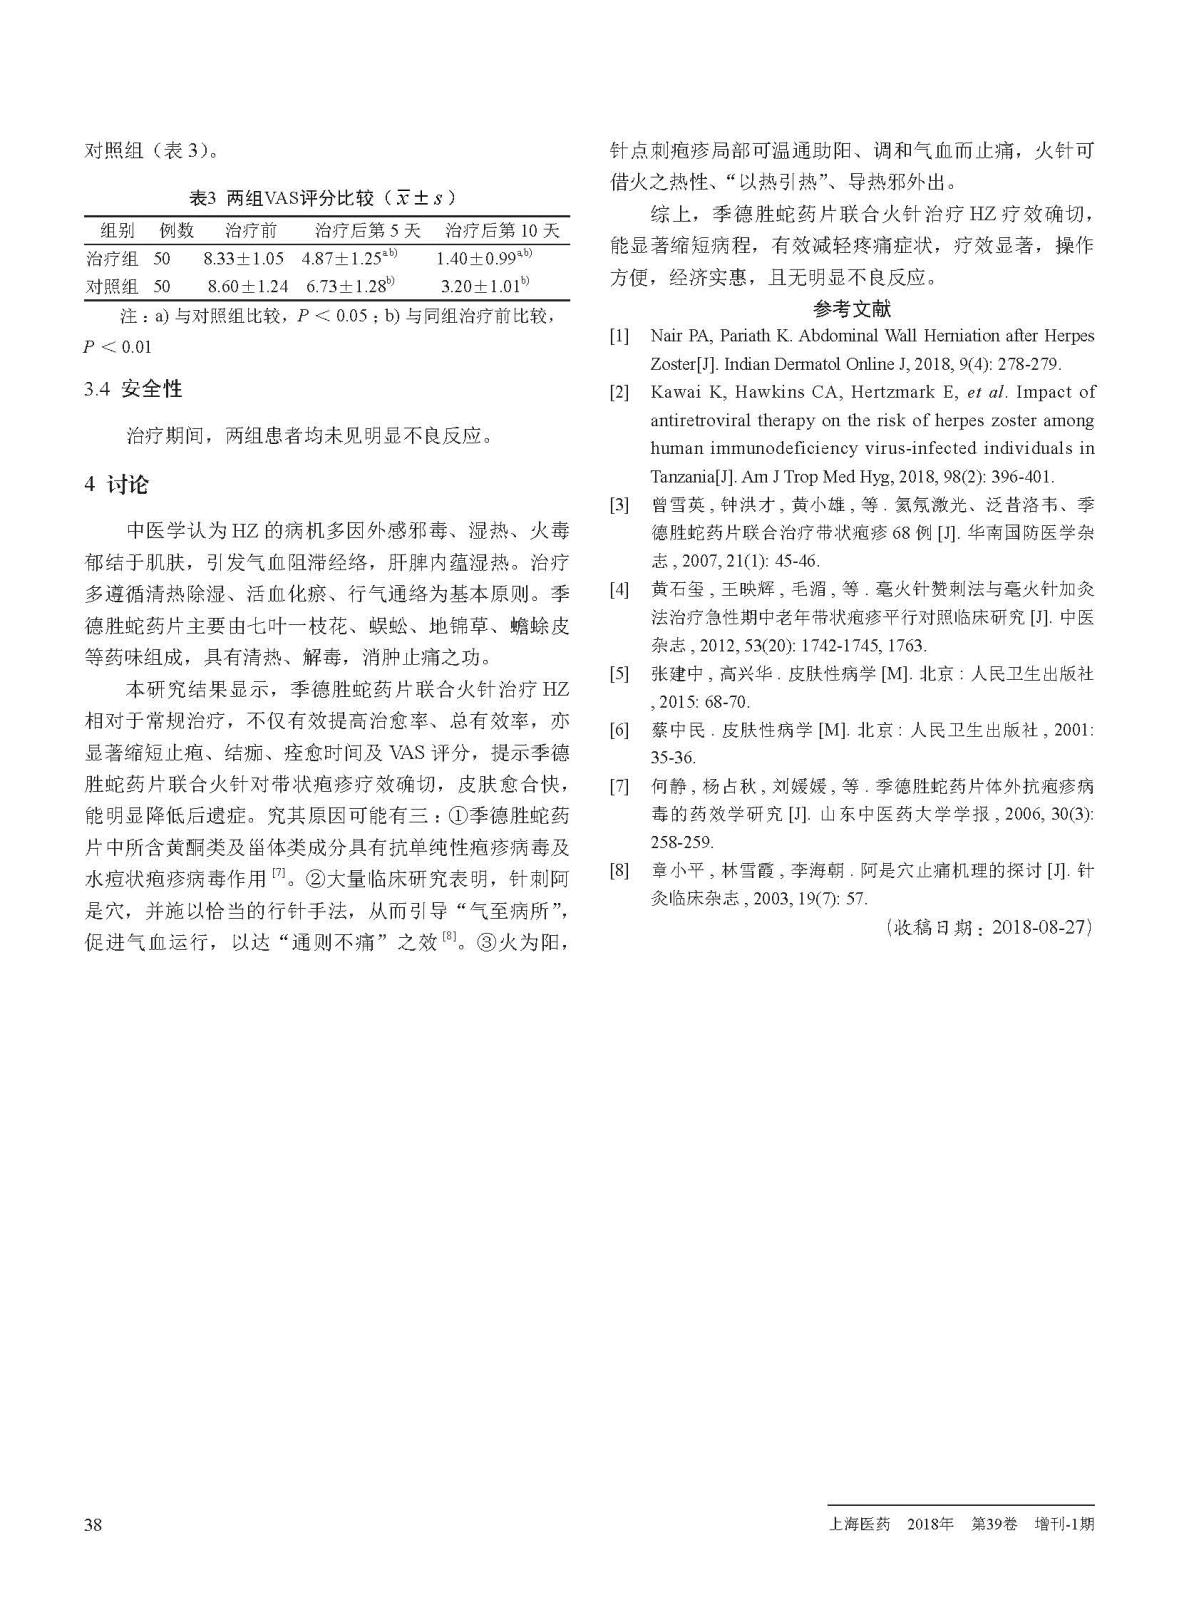 对照组（表 3）。
表3 两组VAS评分比较（x̅±s）
组别 例数 治疗前 治疗后第 5 天 治疗后第 10 天
治疗组 50 8.33±1.05 4.87±1.25a,b) 1.40±0.99a,b)
对照组 50 8.60±1.24 6.73±1.28b) 3.20±1.01b)
注：a) 与对照组比较，P＜0.05；b) 与同组治疗前比较，
P＜0.01
3.4 安全性
治疗期间，两组患者均未见明显不良反应。
4 讨论
中医学认为 HZ 的病机多因外感邪毒、湿热、火毒
郁结于肌肤，引发气血阻滞经络，肝脾内蕴湿热。治疗
多遵循清热除湿、活血化瘀、行气通络为基本原则。季
德胜蛇药片主要由七叶一枝花、蜈蚣、地锦草、蟾蜍皮
等药味组成，具有清热、解毒，消肿止痛之功。
本研究结果显示，季德胜蛇药片联合火针治疗 HZ
相对于常规治疗，不仅有效提高治愈率、总有效率，亦
显著缩短止疱、结痂、痊愈时间及 VAS 评分，提示季德
胜蛇药片联合火针对带状疱疹疗效确切，皮肤愈合快，
能明显降低后遗症。究其原因可能有三：①季德胜蛇药
片中所含黄酮类及甾体类成分具有抗单纯性疱疹病毒及
水痘状疱疹病毒作用 [7]。②大量临床研究表明，针刺阿
是穴，并施以恰当的行针手法，从而引导“气至病所”，
促进气血运行，以达“通则不痛”之效 [8]。③火为阳，
针点刺疱疹局部可温通助阳、调和气血而止痛，火针可
借火之热性、“以热引热”、导热邪外出。
综上，季德胜蛇药片联合火针治疗 HZ 疗效确切，
能显著缩短病程，有效减轻疼痛症状，疗效显著，操作
方便，经济实惠，且无明显不良反应。
参考文献
[1] Nair PA, Pariath K. Abdominal Wall Herniation after Herpes
Zoster[J]. Indian Dermatol Online J, 2018, 9(4): 278-279.
[2] Kawai K, Hawkins CA, Hertzmark E, et al. Impact of
antiretroviral therapy on the risk of herpes zoster among
human immunodeficiency virus-infected individuals in
Tanzania[J]. Am J Trop Med Hyg, 2018, 98(2): 396-401.
[3] 曾雪英, 钟洪才, 黄小雄, 等. 氦氖激光、泛昔洛韦、季
德胜蛇药片联合治疗带状疱疹 68 例 [J]. 华南国防医学杂
志, 2007, 21(1): 45-46.
[4] 黄石玺, 王映辉, 毛湄, 等. 毫火针赞刺法与毫火针加灸
法治疗急性期中老年带状疱疹平行对照临床研究 [J]. 中医
杂志, 2012, 53(20): 1742-1745, 1763.
[5] 张建中, 高兴华. 皮肤性病学 [M]. 北京: 人民卫生出版社
, 2015: 68-70.
[6] 蔡中民. 皮肤性病学 [M]. 北京: 人民卫生出版社, 2001:
35-36.
[7] 何静, 杨占秋, 刘媛媛, 等. 季德胜蛇药片体外抗疱疹病
毒的药效学研究 [J]. 山东中医药大学学报, 2006, 30(3):
258-259.
[8] 章小平, 林雪霞, 李海朝. 阿是穴止痛机理的探讨 [J]. 针
灸临床杂志, 2003, 19(7): 57.
(收稿日期：2018-08-27)
38
上海医药 2018年 第39卷 增刊-1期